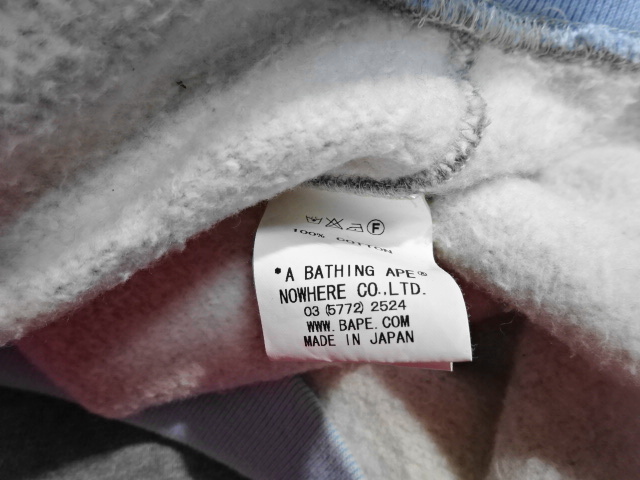 Ⓕ
100% COTTON
*A BATHING APE®
NOWHERE CO.,LTD.
03 (5772) 2524
WWW.BAPE.COM
MADE IN JAPAN